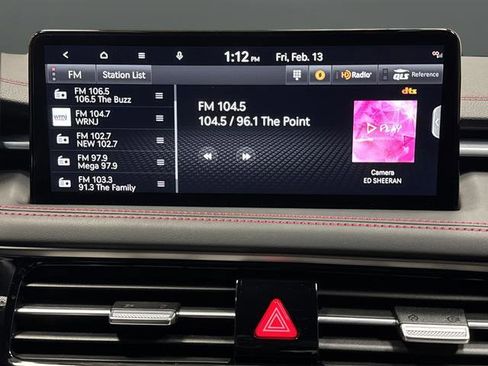 1:12 PM Fri, Feb. 13
FM Station List HD Radio QLS Reference
FM 106.5
106.5 The Buzz
FM 104.7
WRNJ
FM 102.7
NEW 102.7
FM 97.9
Mega 97.9
FM 103.3
91.3 The Family
FM 104.5
104.5 / 96.1 The Point
dts
PLAY
Camera
ED SHEERAN